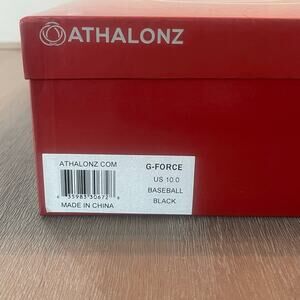 ATHALONZ
ATHALONZ.COM
G-FORCE
US 10.0
BASEBALL
BLACK
MADE IN CHINA